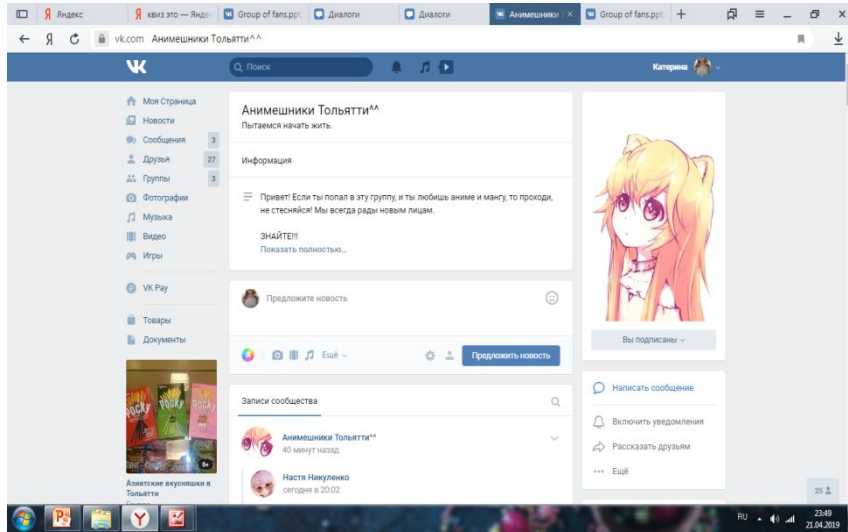 Яндекс
квиз это — Яндек
Group of fans.ppt
Диалоги
Диалоги
Анимешники Т
Group of fans.ppt
vk.com Анимешники Тольятти^^
Поиск
Катерина
Моя Страница
Новости
Сообщения 3
Друзья 27
Группы 3
Фотографии
Музыка
Видео
Игры
VK Pay
Товары
Документы
POCKY POCKY POCKY
6+
Азиатские вкусняшки в
Тольятти
Анимешники Тольятти^^
Пытаемся начать жить.
Информация
Привет! Если ты попал в эту группу, и ты любишь аниме и мангу, то проходи,
не стесняйся! Мы всегда рады новым лицам.
ЗНАЙТЕ!!!
Показать полностью...
Предложите новость
Ещё
Предложить новость
Записи сообщества
Анимешники Тольятти^^
40 минут назад
Настя Никуленко
сегодня в 20:02
Вы подписаны
Написать сообщение
Включить уведомления
Рассказать друзьям
Ещё
25
RU
23:49
21.04.2019